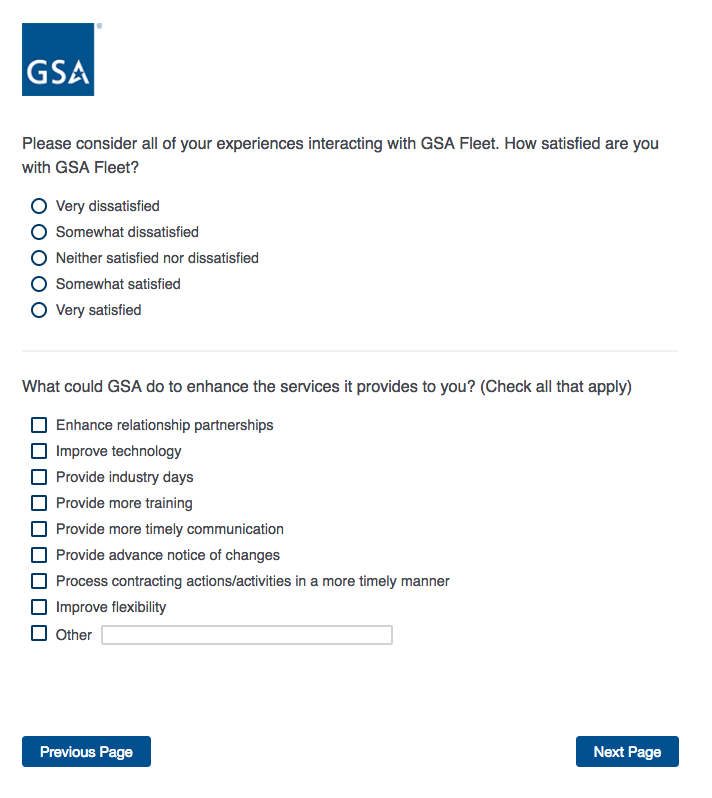 GSA
®
Please consider all of your experiences interacting with GSA Fleet. How satisfied are you
with GSA Fleet?
Very dissatisfied
Somewhat dissatisfied
Neither satisfied nor dissatisfied
Somewhat satisfied
Very satisfied
What could GSA do to enhance the services it provides to you? (Check all that apply)
Enhance relationship partnerships
Improve technology
Provide industry days
Provide more training
Provide more timely communication
Provide advance notice of changes
Process contracting actions/activities in a more timely manner
Improve flexibility
Other
Previous Page
Next Page